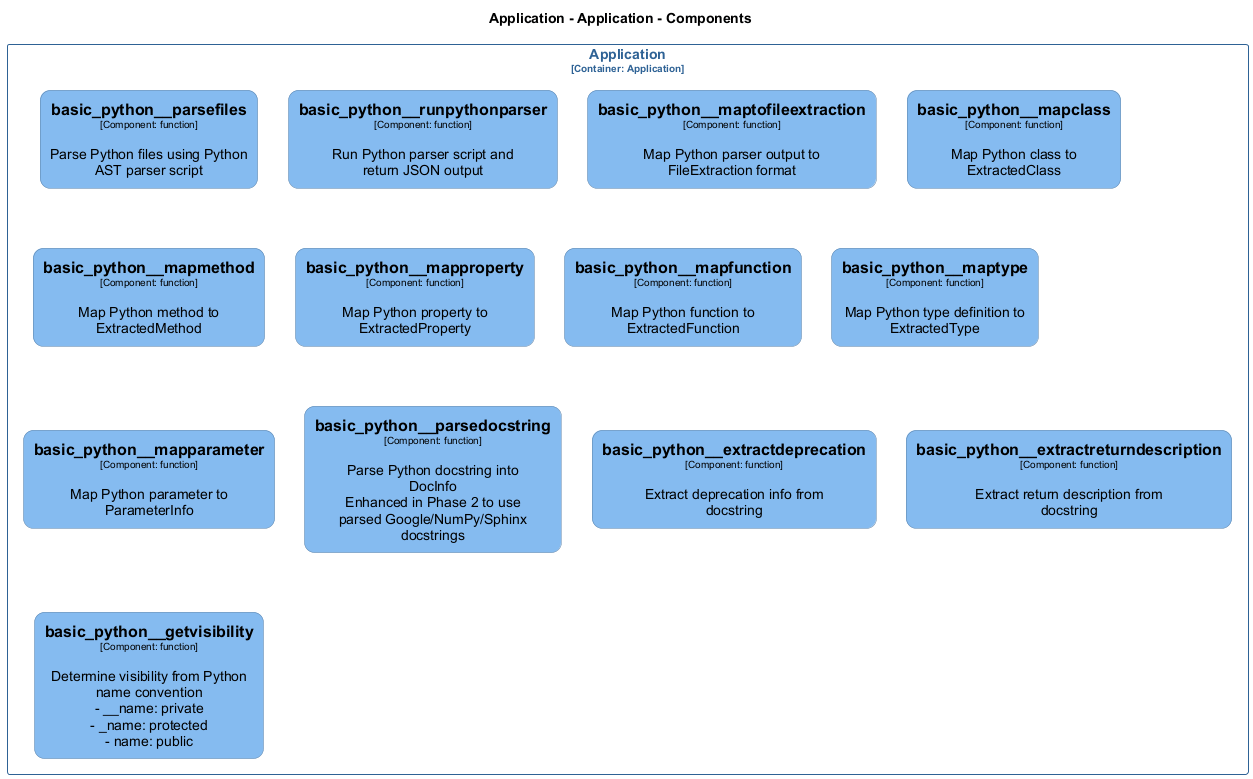 Application - Application - Components
Application
[Container: Application]
basic_python__parsefiles
[Component: function]
Parse Python files using Python
AST parser script
basic_python__runpythonparser
[Component: function]
Run Python parser script and
return JSON output
basic_python__maptofileextraction
[Component: function]
Map Python parser output to
FileExtraction format
basic_python__mapclass
[Component: function]
Map Python class to
ExtractedClass
basic_python__mapmethod
[Component: function]
Map Python method to
ExtractedMethod
basic_python__mapproperty
[Component: function]
Map Python property to
ExtractedProperty
basic_python__mapfunction
[Component: function]
Map Python function to
ExtractedFunction
basic_python__maptype
[Component: function]
Map Python type definition to
ExtractedType
basic_python__mapparameter
[Component: function]
Map Python parameter to
ParameterInfo
basic_python__parsedocstring
[Component: function]
Parse Python docstring into
DocInfo
Enhanced in Phase 2 to use
parsed Google/NumPy/Sphinx
docstrings
basic_python__extractdeprecation
[Component: function]
Extract deprecation info from
docstring
basic_python__extractreturndescription
[Component: function]
Extract return description from
docstring
basic_python__getvisibility
[Component: function]
Determine visibility from Python
name convention
- __name: private
- _name: protected
- name: public